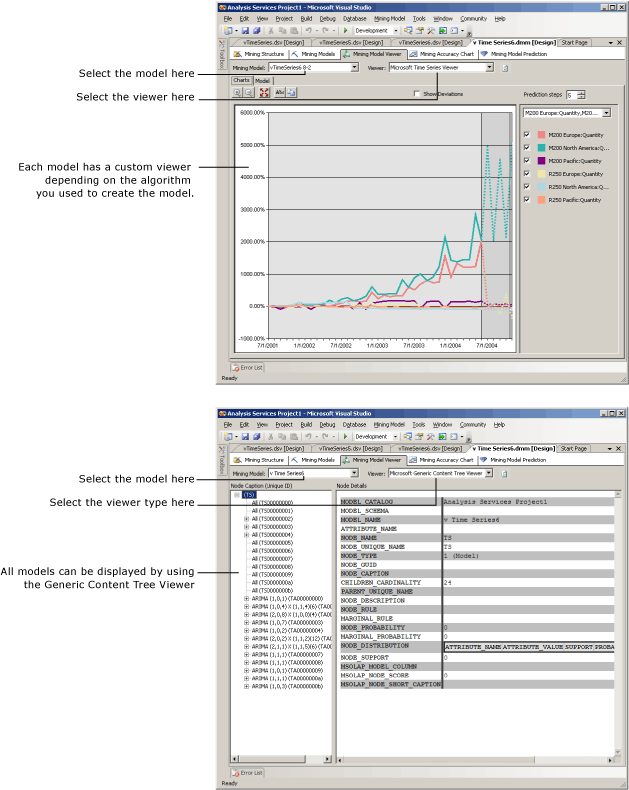 Analysis Services Project1 - Microsoft Visual Studio
File Edit View Project Build Debug Database Mining Model Tools Window Community Help
Development
vTimeSeries.dsv [Design] vTimeSeries5.dsv [Design] vTimeSeries6.dsv [Design] v Time Series6.dmm [Design] Start Page
Toolbox
Mining Structure Mining Models Mining Model Viewer Mining Accuracy Chart Mining Model Prediction
Select the model here
Mining Model: vTimeSeries6 8-2 Viewer: Microsoft Time Series Viewer
Charts Model
Select the viewer here
Abc Show Deviations Prediction steps 5
M200 Europe:Quantity,M20...
6000.00%
5000.00%
4000.00%
3000.00%
2000.00%
1000.00%
0.00%
-1000.00%
7/1/2001 1/1/2002 7/1/2002 1/1/2003 7/1/2003 1/1/2004 7/1/2004
M200 Europe:Quantity
M200 North America:Q...
M200 Pacific:Quantity
R250 Europe:Quantity
R250 North America:Q...
R250 Pacific:Quantity
Each model has a custom viewer
depending on the algorithm
you used to create the model.
Error List
Ready
Analysis Services Project1 - Microsoft Visual Studio
File Edit View Project Build Debug Database Mining Model Tools Window Community Help
Development
vTimeSeries.dsv [Design] vTimeSeries5.dsv [Design] vTimeSeries6.dsv [Design] v Time Series6.dmm [Design] Start Page
Toolbox
Mining Structure Mining Models Mining Model Viewer Mining Accuracy Chart Mining Model Prediction
Select the model here
Mining Model: v Time Series6 Viewer: Microsoft Generic Content Tree Viewer
Select the viewer type here
Node Caption (Unique ID)
(TS)
All (TS00000000)
All (TS00000001)
All (TS00000002)
All (TS00000003)
All (TS00000004)
All (TS00000005)
All (TS00000006)
All (TS00000007)
All (TS00000008)
All (TS00000009)
All (TS0000000a)
All (TS0000000b)
ARIMA (1,0,1) (TA00000000)
ARIMA (1,0,4) X (1,1,4)(6) (TA00
ARIMA (2,0,8) X (1,0,0)(4) (TA00
ARIMA (1,0,7) (TA00000003)
ARIMA (1,0,2) (TA00000004)
ARIMA (2,0,2) X (1,1,2)(12) (TA0
ARIMA (2,1,1) X (1,1,5)(6) (TA00
ARIMA (1,1,1) (TA00000007)
ARIMA (1,1,1) (TA00000008)
ARIMA (1,0,1) (TA00000009)
ARIMA (1,1,1) (TA0000000a)
ARIMA (1,0,3) (TA0000000b)
All models can be displayed by using
the Generic Content Tree Viewer
Node Details
MODEL_CATALOG Analysis Services Project1
MODEL_SCHEMA
MODEL_NAME v Time Series6
ATTRIBUTE_NAME
NODE_NAME TS
NODE_UNIQUE_NAME TS
NODE_TYPE 1 (Model)
NODE_GUID
NODE_CAPTION
CHILDREN_CARDINALITY 24
PARENT_UNIQUE_NAME
NODE_DESCRIPTION
NODE_RULE
MARGINAL_RULE
NODE_PROBABILITY 0
MARGINAL_PROBABILITY 0
NODE_DISTRIBUTION ATTRIBUTE_NAME ATTRIBUTE_VALUE SUPPORT PROBA
NODE_SUPPORT 0
MSOLAP_MODEL_COLUMN
MSOLAP_NODE_SCORE 0
MSOLAP_NODE_SHORT_CAPTION
Error List
Ready